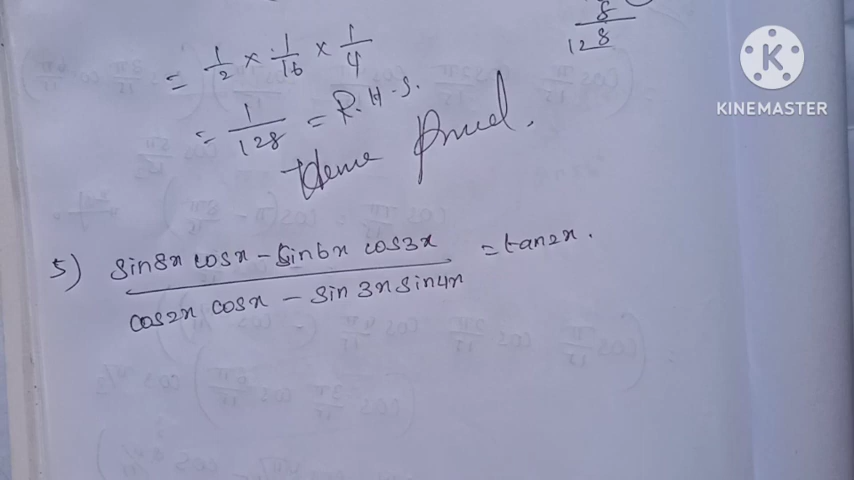 8
128
= 1/2 × 1/16 × 1/4
= 1/128 = R.H.S.
Hence Proved.
KINEMASTER
5) (sin8x cosx - sin6x cos3x)/(cos2x cosx - sin3x sin4x) = tan2x.